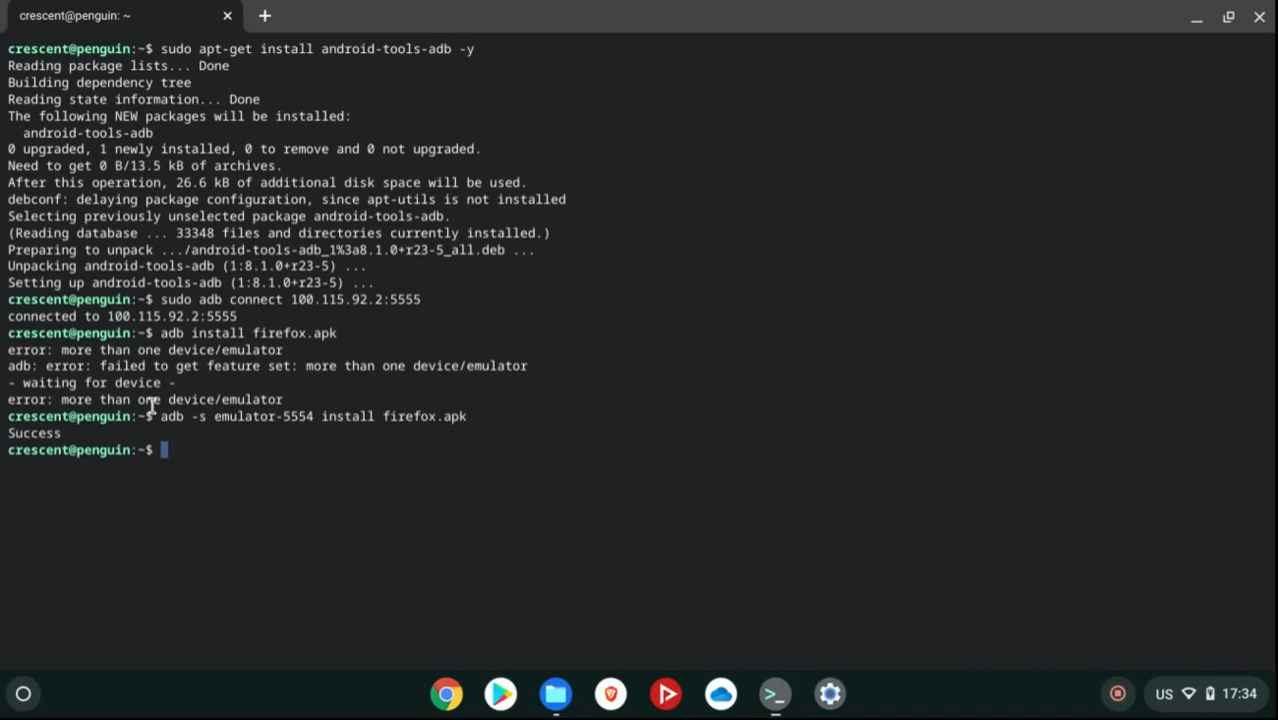 crescent@penguin: ~
crescent@penguin:~$ sudo apt-get install android-tools-adb -y
Reading package lists... Done
Building dependency tree
Reading state information... Done
The following NEW packages will be installed:
  android-tools-adb
0 upgraded, 1 newly installed, 0 to remove and 0 not upgraded.
Need to get 0 B/13.5 kB of archives.
After this operation, 26.6 kB of additional disk space will be used.
debconf: delaying package configuration, since apt-utils is not installed
Selecting previously unselected package android-tools-adb.
(Reading database ... 33348 files and directories currently installed.)
Preparing to unpack .../android-tools-adb_1%3a8.1.0+r23-5_all.deb ...
Unpacking android-tools-adb (1:8.1.0+r23-5) ...
Setting up android-tools-adb (1:8.1.0+r23-5) ...
crescent@penguin:~$ sudo adb connect 100.115.92.2:5555
connected to 100.115.92.2:5555
crescent@penguin:~$ adb install firefox.apk
error: more than one device/emulator
adb: error: failed to get feature set: more than one device/emulator
- waiting for device -
error: more than one device/emulator
crescent@penguin:~$ adb -s emulator-5554 install firefox.apk
Success
crescent@penguin:~$
US 17:34